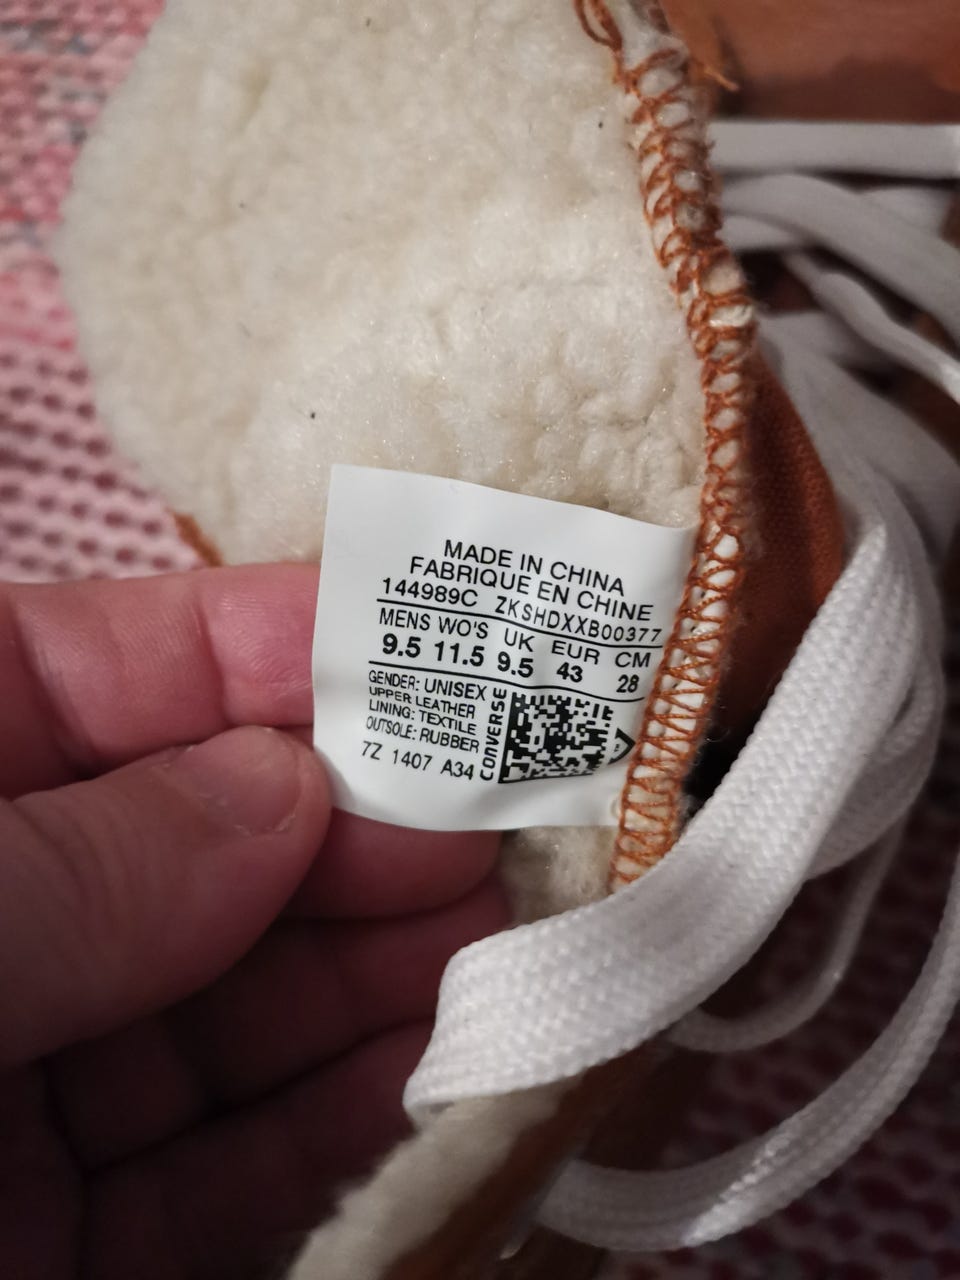 MADE IN CHINA
FABRIQUE EN CHINE
144989C ZKSHDXXB00377
MENS WO'S UK EUR CM
9.5 11.5 9.5 43 28
GENDER: UNISEX
UPPER LEATHER
LINING: TEXTILE
OUTSOLE: RUBBER
7Z 1407 A34
CONVERSE